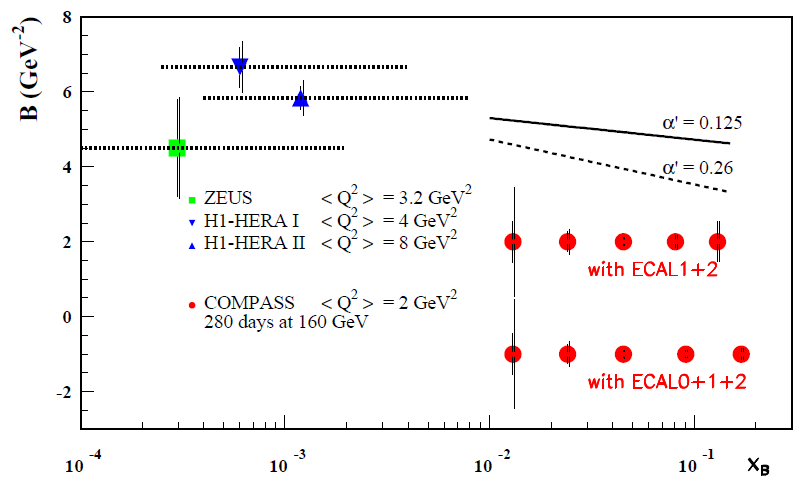 B (GeV⁻²)
8
6
4
2
0
-2
α' = 0.125
α' = 0.26
ZEUS < Q² > = 3.2 GeV²
H1-HERA I < Q² > = 4 GeV²
H1-HERA II < Q² > = 8 GeV²
with ECAL1+2
COMPASS < Q² > = 2 GeV²
280 days at 160 GeV
with ECAL0+1+2
10⁻⁴ 10⁻³ 10⁻² 10⁻¹ x_B